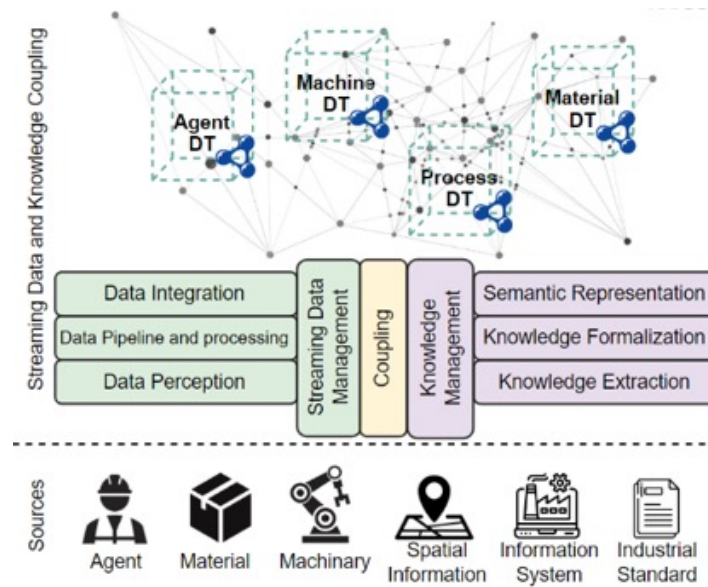 Streaming Data and Knowledge Coupling
Agent
DT
Machine
DT
Process
DT
Material
DT
Data Integration
Data Pipeline and processing
Data Perception
Streaming Data
Management
Coupling
Knowledge
Management
Semantic Representation
Knowledge Formalization
Knowledge Extraction
Sources
Agent
Material
Machinary
Spatial
Information
Information
System
Industrial
Standard